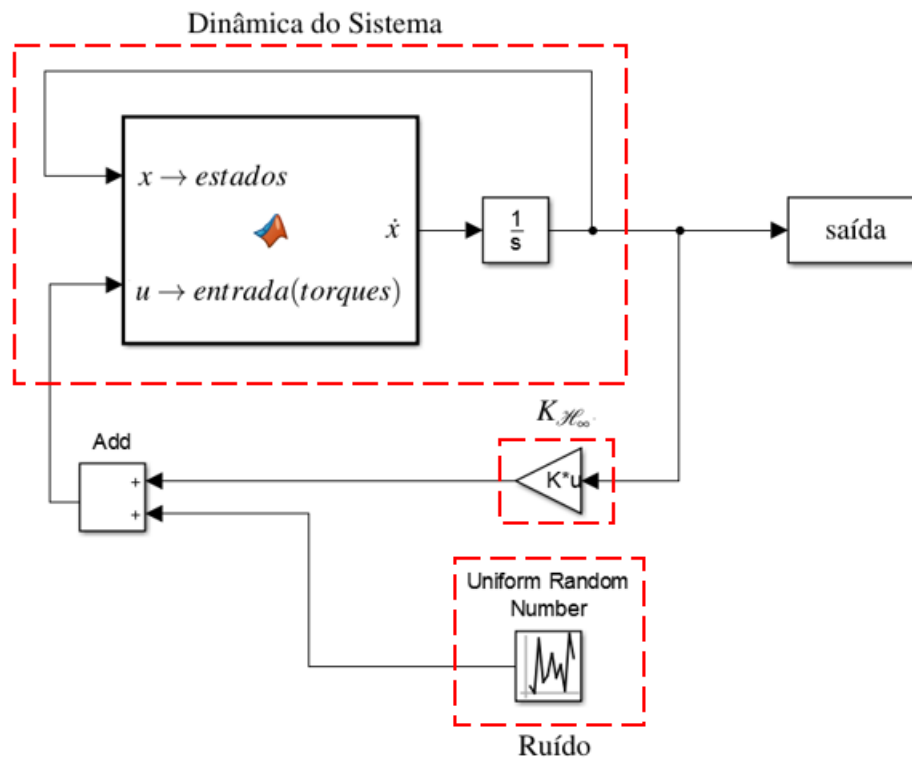 Dinâmica do Sistema
x → estados
ẋ
u → entrada(torques)
1
s
saída
K𝓗∞
Add
+
+
K*u
Uniform Random
Number
Ruído